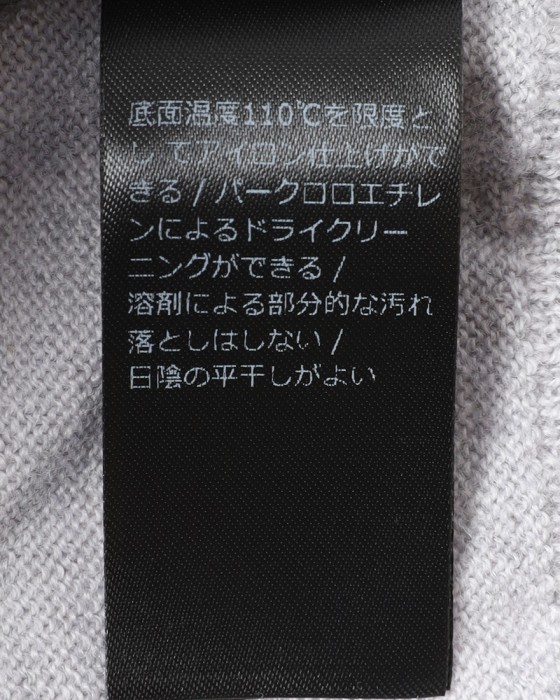 底面温度110℃を限度と
し てアイロン仕上げがで
きる / パークロロエチレ
ンによるドライクリー
ニングができる /
溶剤による部分的な汚れ
落としはしない /
日陰の平干しがよい